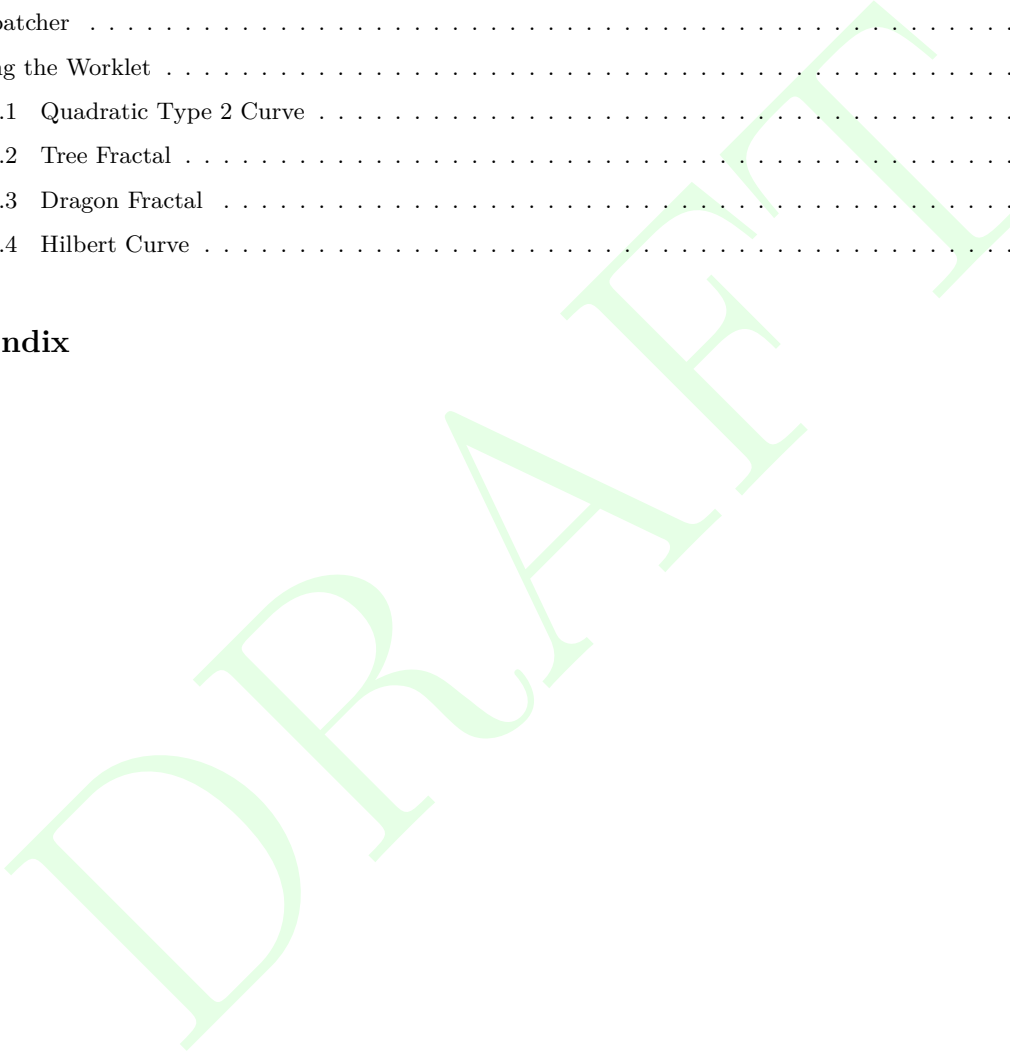 patcher . . . . . . . . . . . . . . . . . . . . . . . . . . . . . . . . . . . . . . . . . . . . . . . . .
ng the Worklet . . . . . . . . . . . . . . . . . . . . . . . . . . . . . . . . . . . . . . . . . . . . .
.1 Quadratic Type 2 Curve . . . . . . . . . . . . . . . . . . . . . . . . . . . . . . . . . . . . .
.2 Tree Fractal . . . . . . . . . . . . . . . . . . . . . . . . . . . . . . . . . . . . . . . . . . . .
.3 Dragon Fractal . . . . . . . . . . . . . . . . . . . . . . . . . . . . . . . . . . . . . . . . . .
.4 Hilbert Curve . . . . . . . . . . . . . . . . . . . . . . . . . . . . . . . . . . . . . . . . . . .
ndix
DRAFT